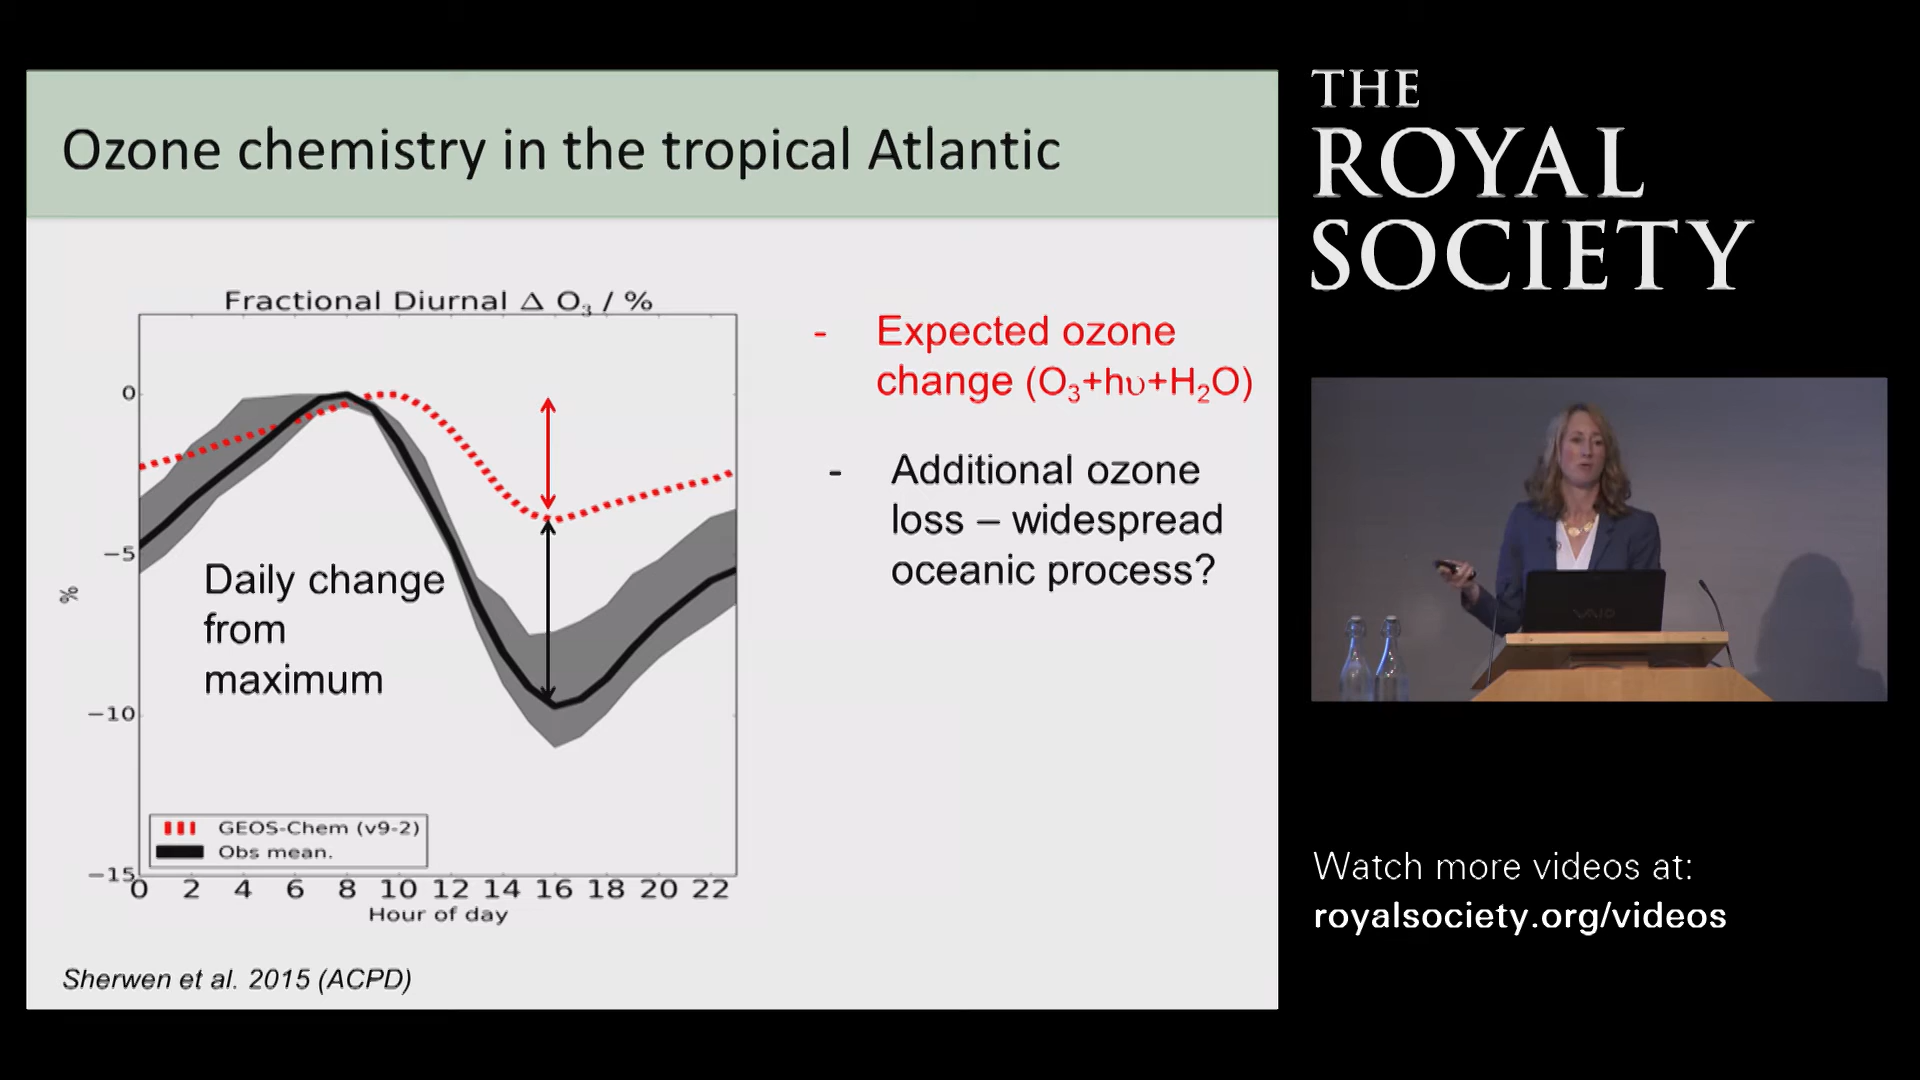 Ozone chemistry in the tropical Atlantic
Fractional Diurnal Δ O₃ / %
0
−5
−10
−15
%
Daily change
from
maximum
GEOS-Chem (v9-2)
Obs mean.
0 2 4 6 8 10 12 14 16 18 20 22
Hour of day
Sherwen et al. 2015 (ACPD)
- Expected ozone
change (O₃+hυ+H₂O)
- Additional ozone
loss – widespread
oceanic process?
THE
ROYAL
SOCIETY
VAIO
Watch more videos at:
royalsociety.org/videos